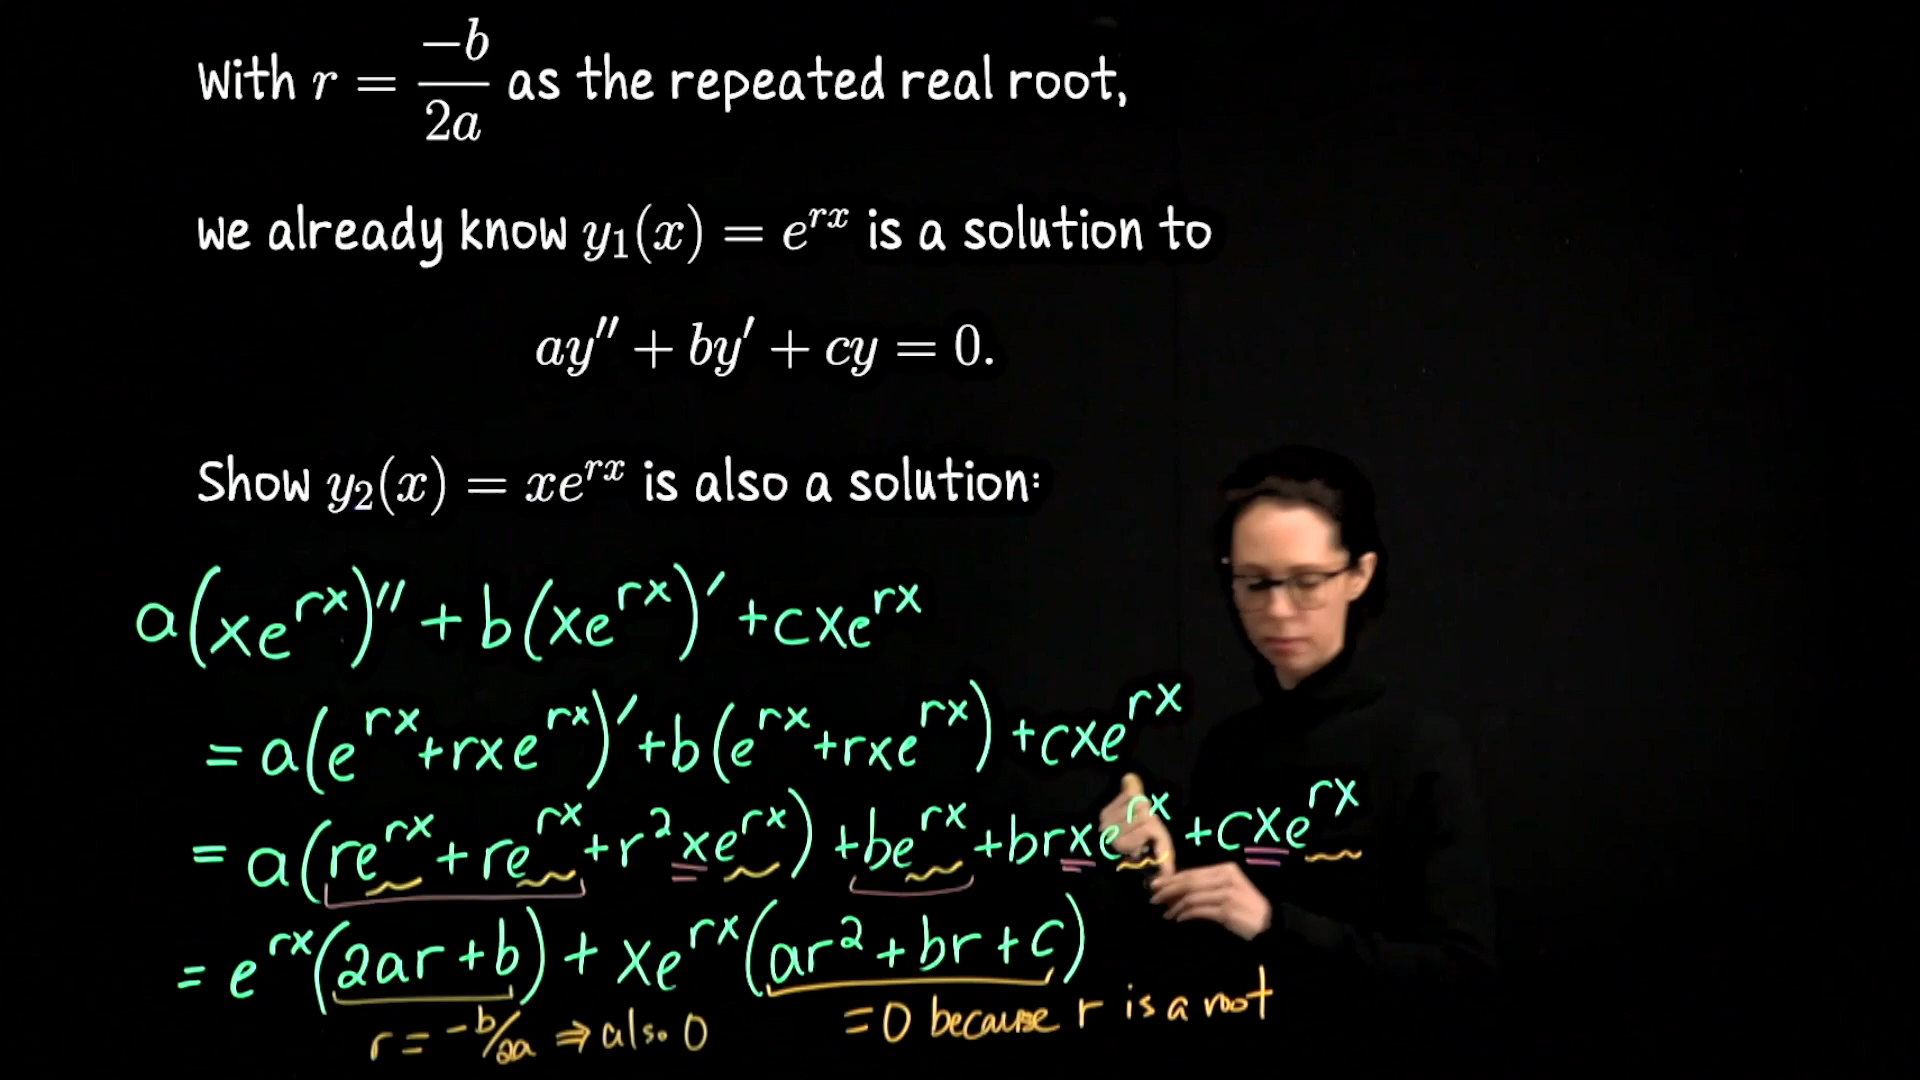 With r = -b/2a as the repeated real root,
we already know y₁(x) = e^{rx} is a solution to
ay″ + by′ + cy = 0.
Show y₂(x) = xe^{rx} is also a solution:
a(xe^{rx})″ + b(xe^{rx})′ + cxe^{rx}
= a(e^{rx} + rxe^{rx})′ + b(e^{rx} + rxe^{rx}) + cxe^{rx}
= a(re^{rx} + re^{rx} + r²xe^{rx}) + be^{rx} + brxe^{rx} + cxe^{rx}
= e^{rx}(2ar + b) + xe^{rx}(ar² + br + c)
r = -b/2a ⇒ also 0
= 0 because r is a root